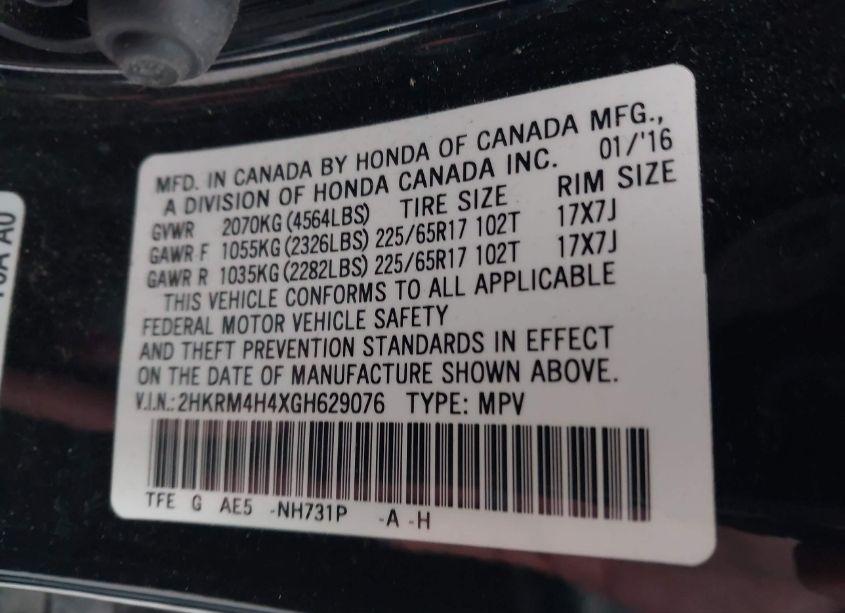 MFD. IN CANADA BY HONDA OF CANADA MFG.,
A DIVISION OF HONDA CANADA INC. 01/'16
GVWR 2070KG (4564LBS) TIRE SIZE RIM SIZE
GAWR F 1055KG (2326LBS) 225/65R17 102T 17X7J
GAWR R 1035KG (2282LBS) 225/65R17 102T 17X7J
THIS VEHICLE CONFORMS TO ALL APPLICABLE
FEDERAL MOTOR VEHICLE SAFETY
AND THEFT PREVENTION STANDARDS IN EFFECT
ON THE DATE OF MANUFACTURE SHOWN ABOVE.
V.I.N.: 2HKRM4H4XGH629076 TYPE: MPV
TFE G AE5 -NH731P -A -H